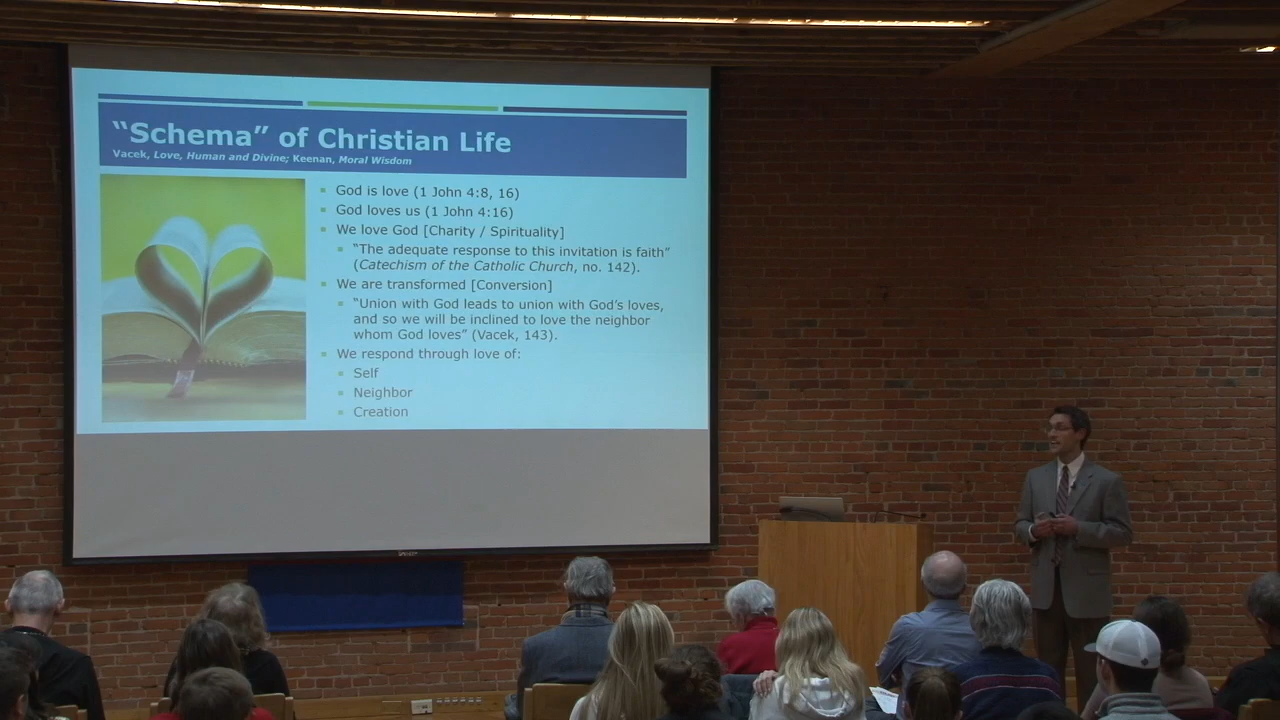 “Schema” of Christian Life
Vacek, Love, Human and Divine; Keenan, Moral Wisdom
God is love (1 John 4:8, 16)
God loves us (1 John 4:16)
We love God [Charity / Spirituality]
“The adequate response to this invitation is faith”
(Catechism of the Catholic Church, no. 142).
We are transformed [Conversion]
“Union with God leads to union with God’s loves,
and so we will be inclined to love the neighbor
whom God loves” (Vacek, 143).
We respond through love of:
Self
Neighbor
Creation